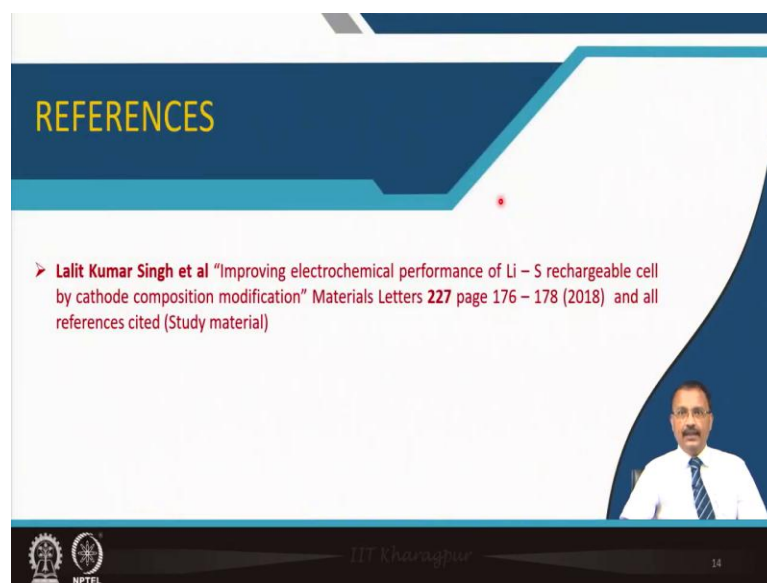 REFERENCES
➢ Lalit Kumar Singh et al “Improving electrochemical performance of Li – S rechargeable cell
by cathode composition modification” Materials Letters 227 page 176 – 178 (2018) and all
references cited (Study material)
IIT Kharagpur
NPTEL
14